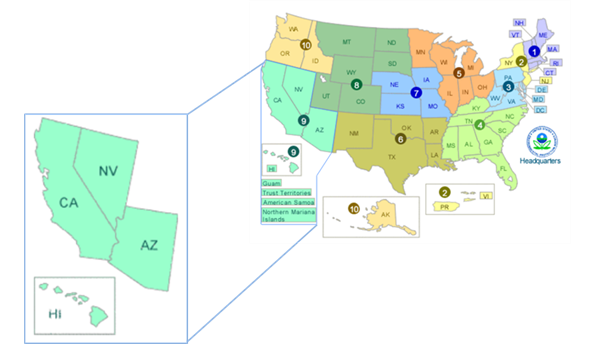 NH
ME
VT
WA
10
MT
ND
MN
1
MA
OR
ID
SD
WI
MI
NY
2
RI
CT
WY
8
5
PA
NJ
NV
UT
NE
IA
3
DE
CA
CO
7
IL
IN
OH
WV
VA
MD
KS
MO
KY
DC
9
AZ
NM
OK
6
AR
TN
4
NC
SC
TX
LA
MS
AL
GA
FL
Headquarters
9
HI
Guam
Trust Territories
American Samoa
Northern Mariana
Islands
10
AK
2
PR
VI
NV
CA
AZ
HI